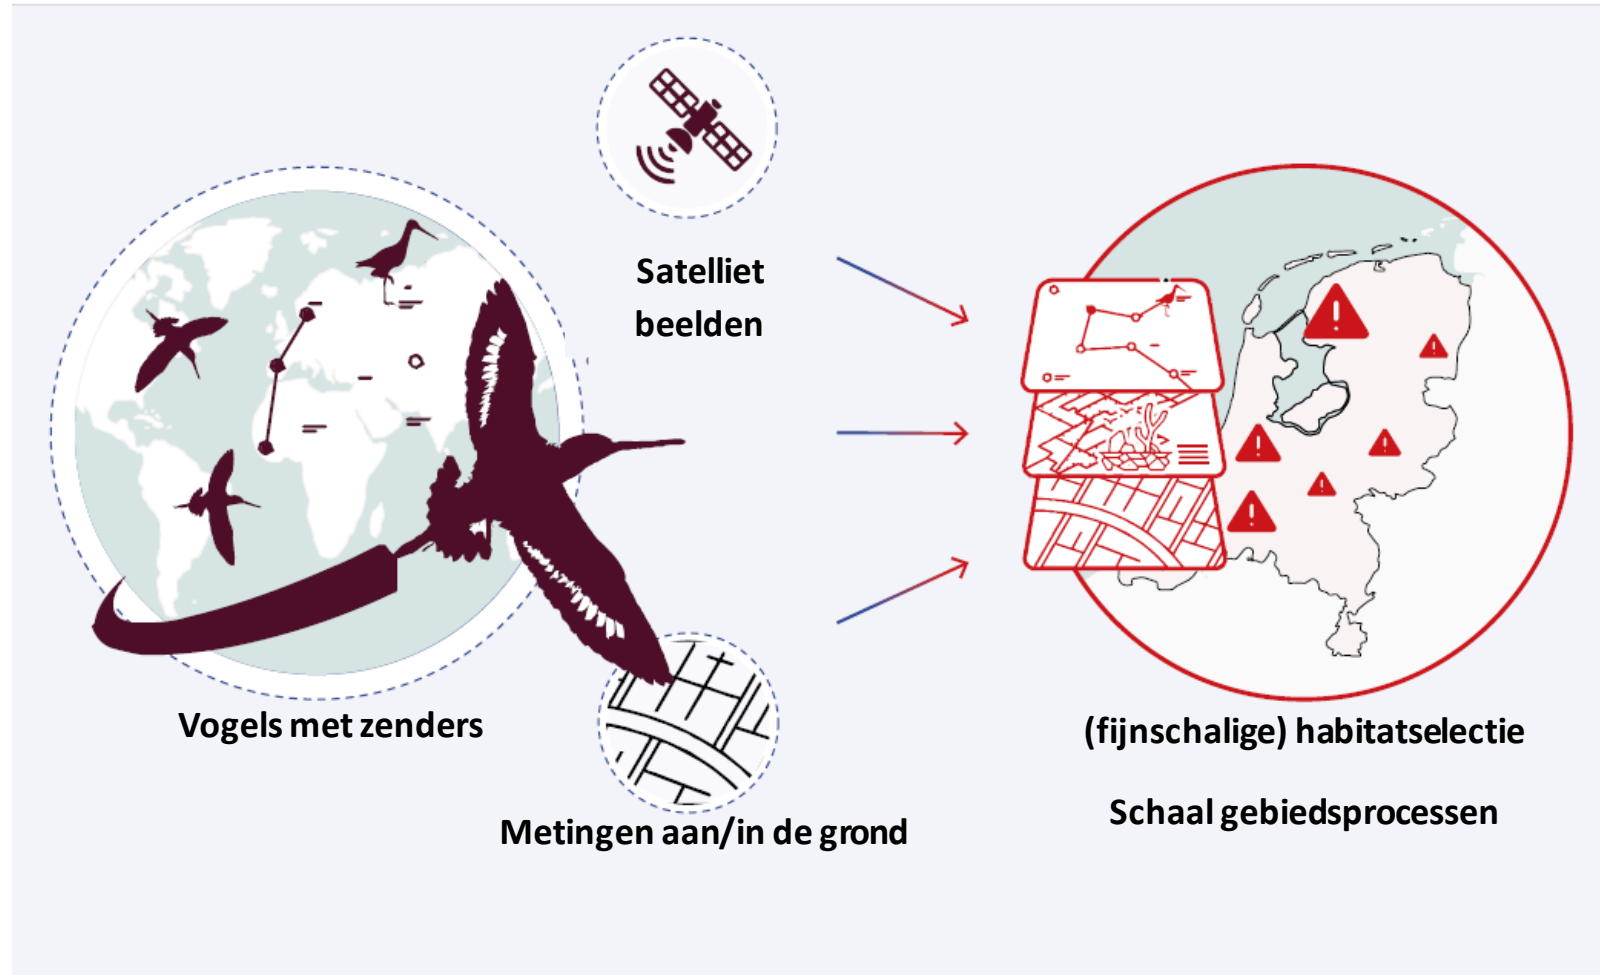 Satelliet
beelden
Vogels met zenders
Metingen aan/in de grond
(fijnschalige) habitatselectie
Schaal gebiedsprocessen